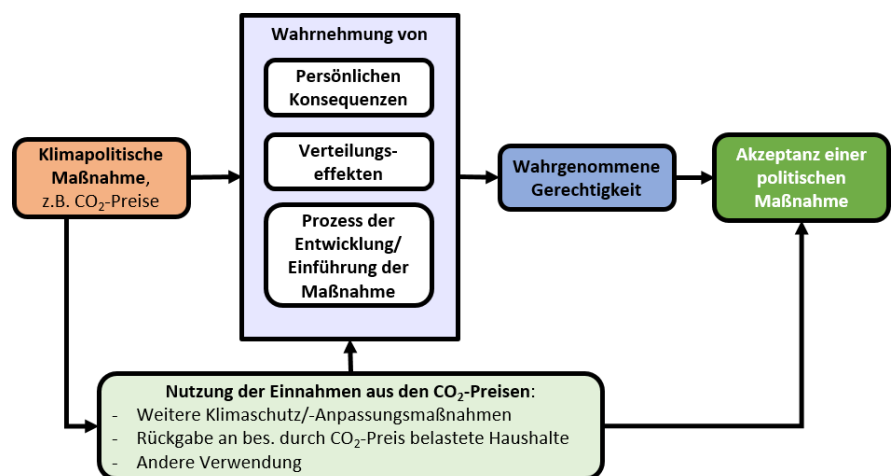 Klimapolitische
Maßnahme,
z.B. CO₂-Preise
Wahrnehmung von
Persönlichen
Konsequenzen
Verteilungs-
effekten
Prozess der
Entwicklung/
Einführung der
Maßnahme
Wahrgenommene
Gerechtigkeit
Akzeptanz einer
politischen
Maßnahme
Nutzung der Einnahmen aus den CO₂-Preisen:
- Weitere Klimaschutz/-Anpassungsmaßnahmen
- Rückgabe an bes. durch CO₂-Preis belastete Haushalte
- Andere Verwendung